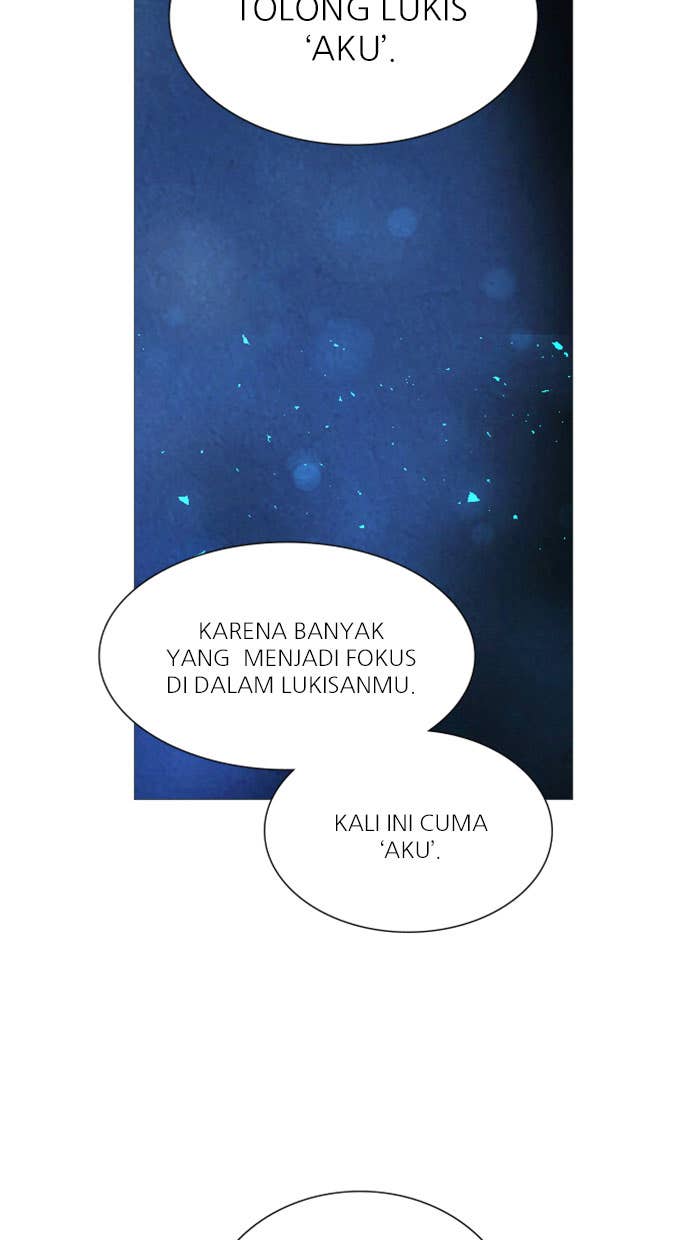 TOLONG LUKIS
‘AKU’.
KARENA BANYAK
YANG MENJADI FOKUS
DI DALAM LUKISANMU.
KALI INI CUMA
‘AKU’.